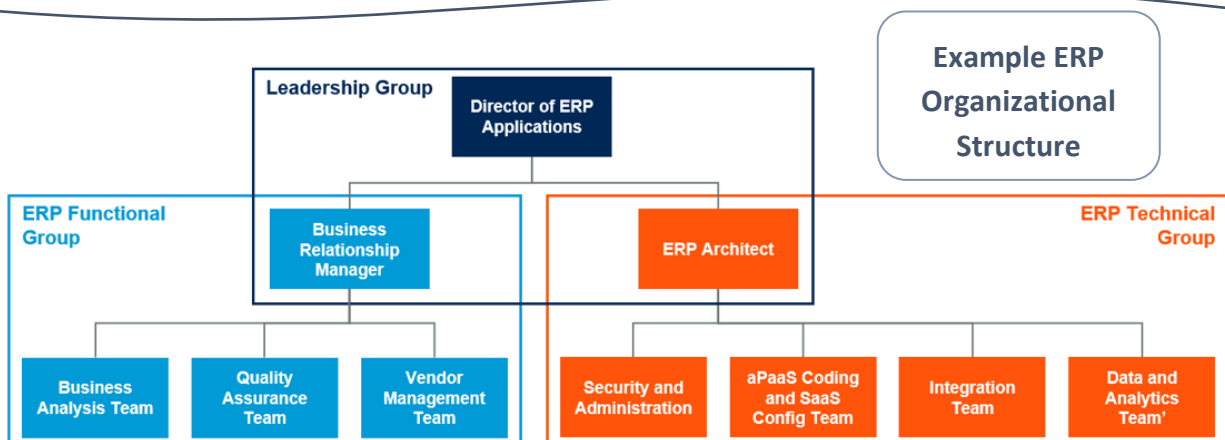 Example ERP
Organizational
Structure
Leadership Group
Director of ERP
Applications
ERP Functional
Group
Business
Relationship
Manager
ERP Architect
ERP Technical
Group
Business
Analysis Team
Quality
Assurance
Team
Vendor
Management
Team
Security and
Administration
aPaaS Coding
and SaaS
Config Team
Integration
Team
Data and
Analytics
Team’